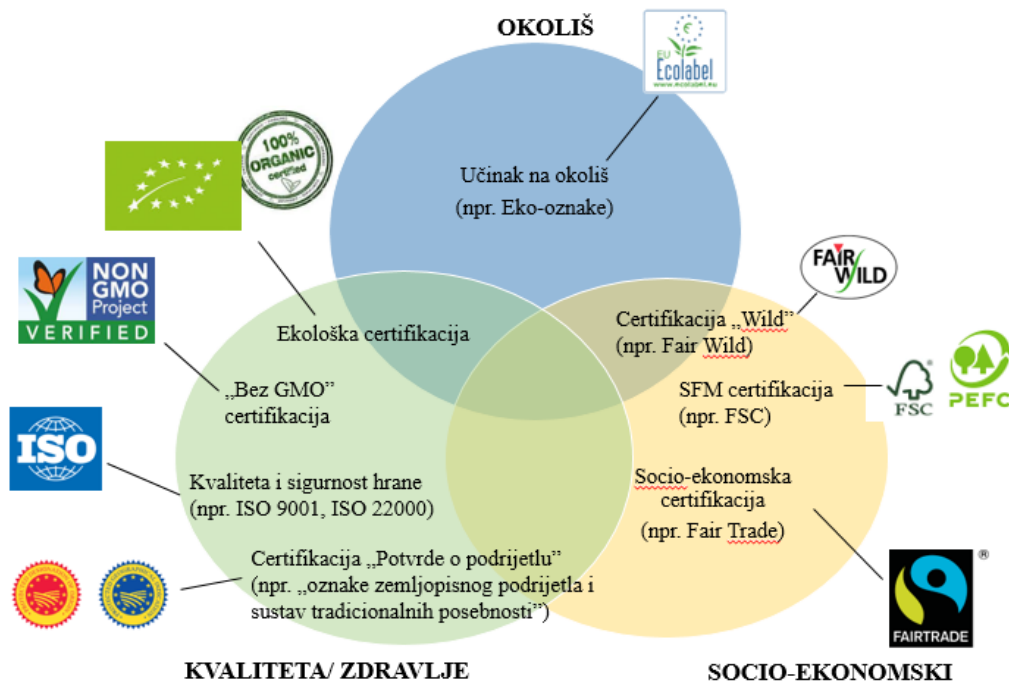 OKOLIŠ
EU
Ecolabel
www.ecolabel.eu
100%
ORGANIC
certified
Učinak na okoliš
(npr. Eko-oznake)
NON
GMO
Project
VERIFIED
FAIR
WILD
Ekološka certifikacija
Certifikacija „Wild”
(npr. Fair Wild)
„Bez GMO”
certifikacija
SFM certifikacija
(npr. FSC)
FSC
PEFC
ISO
Kvaliteta i sigurnost hrane
(npr. ISO 9001, ISO 22000)
Socio-ekonomska
certifikacija
(npr. Fair Trade)
Certifikacija „Potvrde o podrijetlu”
(npr. „oznake zemljopisnog podrijetla i
sustav tradicionalnih posebnosti”)
®
FAIRTRADE
KVALITETA/ ZDRAVLJE
SOCIO-EKONOMSKI